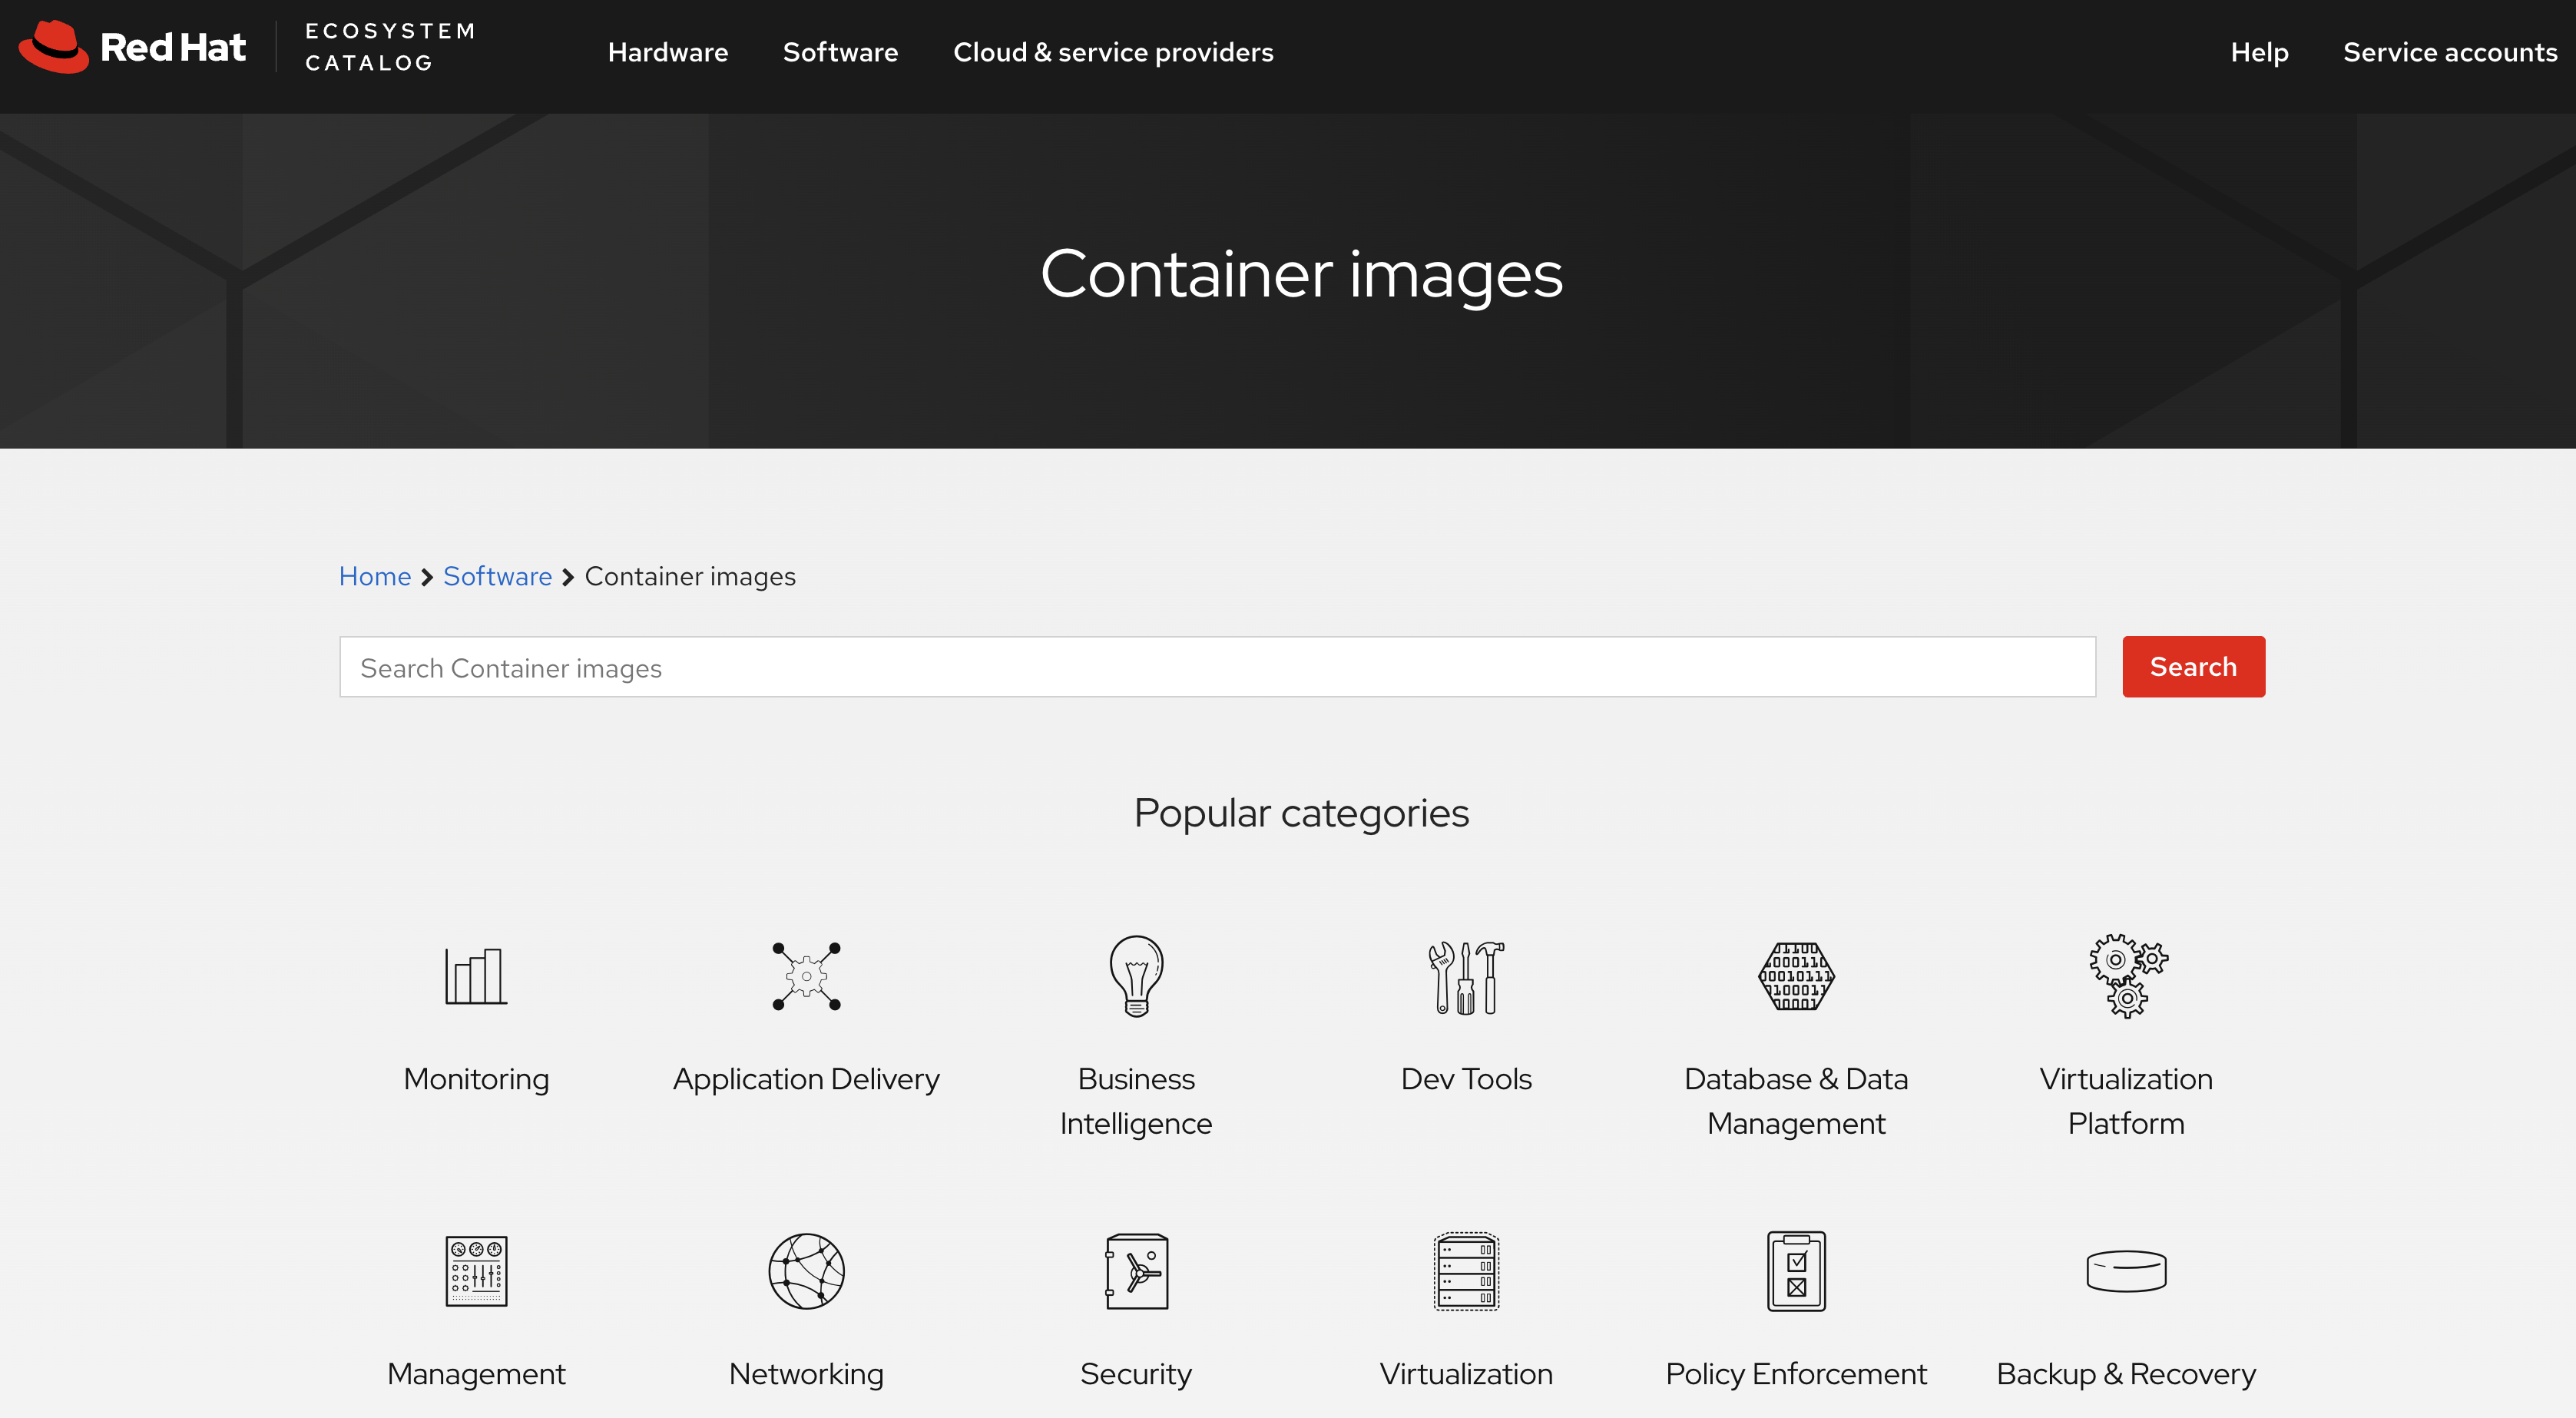 Red Hat
ECOSYSTEM
CATALOG
Hardware
Software
Cloud & service providers
Help
Service accounts
Container images
Home > Software > Container images
Search Container images
Search
Popular categories
Monitoring
Application Delivery
Business
Intelligence
Dev Tools
Database & Data
Management
Virtualization
Platform
Management
Networking
Security
Virtualization
Policy Enforcement
Backup & Recovery